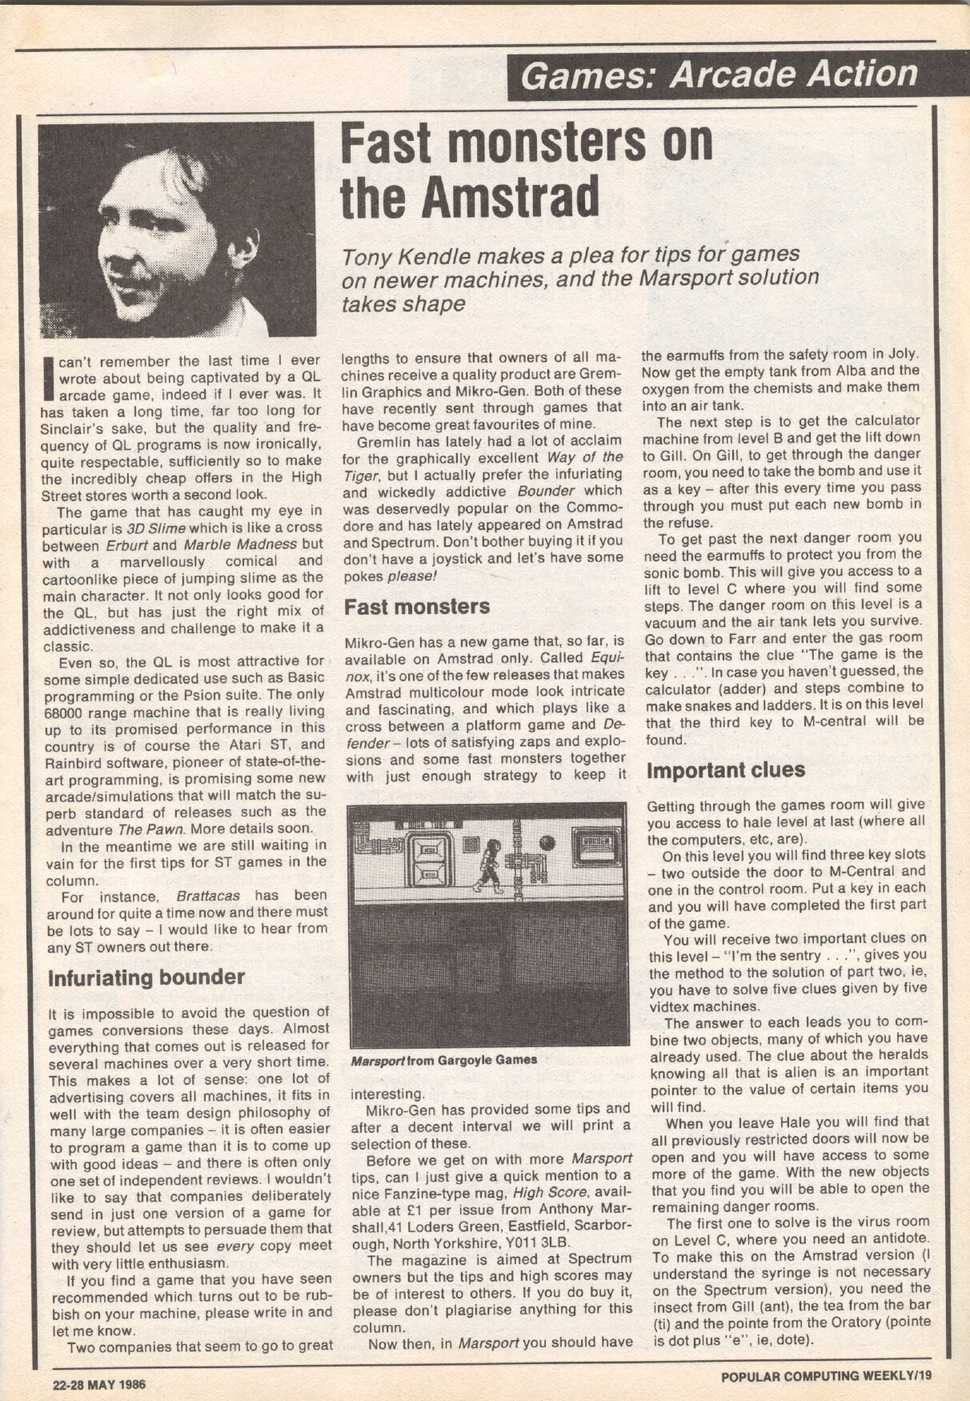 Games: Arcade Action
Fast monsters on
the Amstrad
Tony Kendle makes a plea for tips for games
on newer machines, and the Marsport solution
takes shape
I can't remember the last time I ever
wrote about being captivated by a QL
arcade game, indeed if I ever was. It
has taken a long time, far too long for
Sinclair's sake, but the quality and fre-
quency of QL programs is now ironically,
quite respectable, sufficiently so to make
the incredibly cheap offers in the High
Street stores worth a second look.
The game that has caught my eye in
particular is 3D Slime which is like a cross
between Erburt and Marble Madness but
with a marvellously comical and
cartoonlike piece of jumping slime as the
main character. It not only looks good for
the QL, but has just the right mix of
addictiveness and challenge to make it a
classic.
Even so, the QL is most attractive for
some simple dedicated use such as Basic
programming or the Psion suite. The only
68000 range machine that is really living
up to its promised performance in this
country is of course the Atari ST, and
Rainbird software, pioneer of state-of-the-
art programming, is promising some new
arcade/simulations that will match the su-
perb standard of releases such as the
adventure The Pawn. More details soon.
In the meantime we are still waiting in
vain for the first tips for ST games in the
column.
For instance, Brattacas has been
around for quite a time now and there must
be lots to say – I would like to hear from
any ST owners out there.
Infuriating bounder
It is impossible to avoid the question of
games conversions these days. Almost
everything that comes out is released for
several machines over a very short time.
This makes a lot of sense: one lot of
advertising covers all machines, it fits in
well with the team design philosophy of
many large companies – it is often easier
to program a game than it is to come up
with good ideas – and there is often only
one set of independent reviews. I wouldn't
like to say that companies deliberately
send in just one version of a game for
review, but attempts to persuade them that
they should let us see every copy meet
with very little enthusiasm.
If you find a game that you have seen
recommended which turns out to be rub-
bish on your machine, please write in and
let me know.
Two companies that seem to go to great
lengths to ensure that owners of all ma-
chines receive a quality product are Grem-
lin Graphics and Mikro-Gen. Both of these
have recently sent through games that
have become great favourites of mine.
Gremlin has lately had a lot of acclaim
for the graphically excellent Way of the
Tiger, but I actually prefer the infuriating
and wickedly addictive Bounder which
was deservedly popular on the Commo-
dore and has lately appeared on Amstrad
and Spectrum. Don't bother buying it if you
don't have a joystick and let's have some
pokes please!
Fast monsters
Mikro-Gen has a new game that, so far, is
available on Amstrad only. Called Equi-
nox, it's one of the few releases that makes
Amstrad multicolour mode look intricate
and fascinating, and which plays like a
cross between a platform game and De-
fender – lots of satisfying zaps and explo-
sions and some fast monsters together
with just enough strategy to keep it
Marsport from Gargoyle Games
interesting.
Mikro-Gen has provided some tips and
after a decent interval we will print a
selection of these.
Before we get on with more Marsport
tips, can I just give a quick mention to a
nice Fanzine-type mag, High Score, avail-
able at £1 per issue from Anthony Mar-
shall,41 Loders Green, Eastfield, Scarbor-
ough, North Yorkshire, Y011 3LB.
The magazine is aimed at Spectrum
owners but the tips and high scores may
be of interest to others. If you do buy it,
please don't plagiarise anything for this
column.
Now then, in Marsport you should have
the earmuffs from the safety room in Joly.
Now get the empty tank from Alba and the
oxygen from the chemists and make them
into an air tank.
The next step is to get the calculator
machine from level B and get the lift down
to Gill. On Gill, to get through the danger
room, you need to take the bomb and use it
as a key – after this every time you pass
through you must put each new bomb in
the refuse.
To get past the next danger room you
need the earmuffs to protect you from the
sonic bomb. This will give you access to a
lift to level C where you will find some
steps. The danger room on this level is a
vacuum and the air tank lets you survive.
Go down to Farr and enter the gas room
that contains the clue "The game is the
key . . .". In case you haven't guessed, the
calculator (adder) and steps combine to
make snakes and ladders. It is on this level
that the third key to M-central will be
found.
Important clues
Getting through the games room will give
you access to hale level at last (where all
the computers, etc, are).
On this level you will find three key slots
– two outside the door to M-Central and
one in the control room. Put a key in each
and you will have completed the first part
of the game.
You will receive two important clues on
this level – "I'm the sentry . . .", gives you
the method to the solution of part two, ie,
you have to solve five clues given by five
vidtex machines.
The answer to each leads you to com-
bine two objects, many of which you have
already used. The clue about the heralds
knowing all that is alien is an important
pointer to the value of certain items you
will find.
When you leave Hale you will find that
all previously restricted doors will now be
open and you will have access to some
more of the game. With the new objects
that you find you will be able to open the
remaining danger rooms.
The first one to solve is the virus room
on Level C, where you need an antidote.
To make this on the Amstrad version (I
understand the syringe is not necessary
on the Spectrum version), you need the
insect from Gill (ant), the tea from the bar
(ti) and the pointe from the Oratory (pointe
is dot plus "e", ie, dote).
22-28 MAY 1986
POPULAR COMPUTING WEEKLY/19